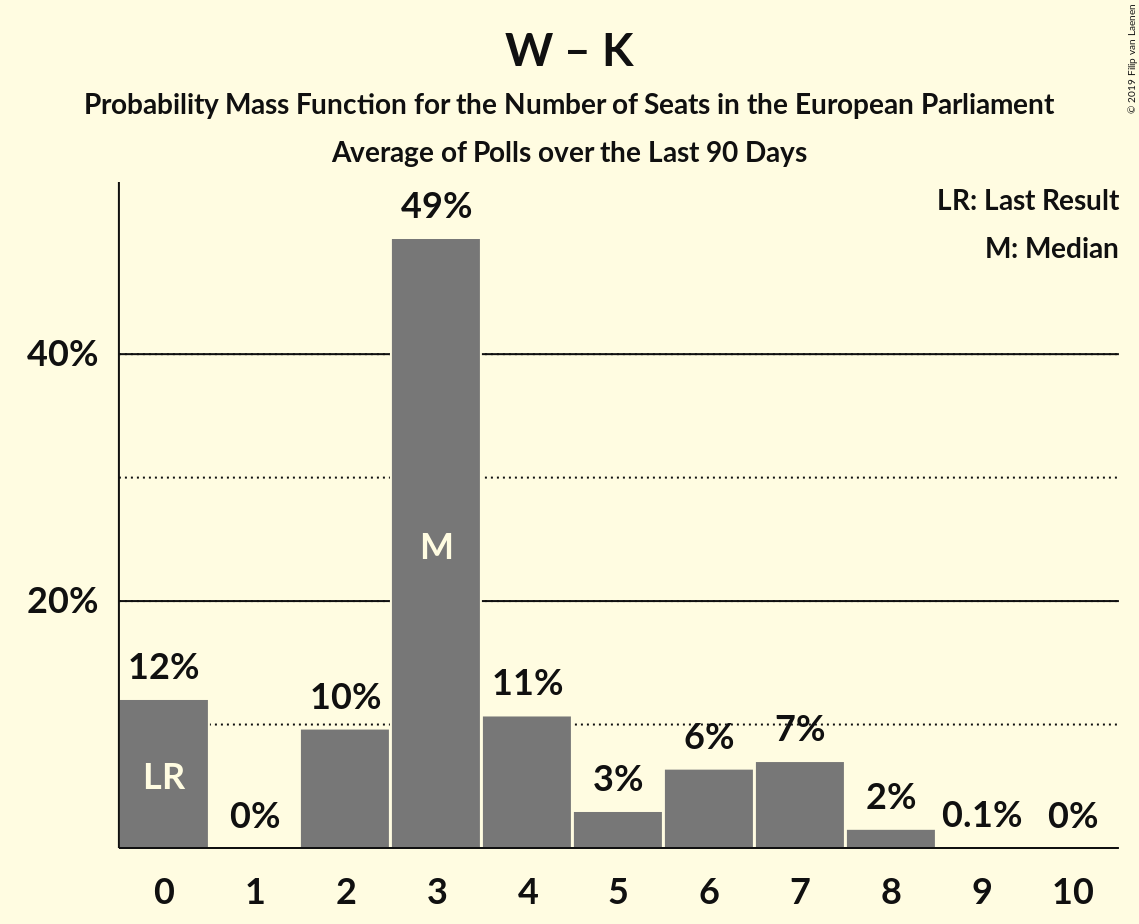 W – K
Probability Mass Function for the Number of Seats in the European Parliament
Average of Polls over the Last 90 Days
© 2019 Filip van Laenen
LR: Last Result
M: Median
49%
40%
M
20%
12%
11%
10%
7%
6%
LR
3%
2%
0%
0.1%
0%
0 1 2 3 4 5 6 7 8 9 10